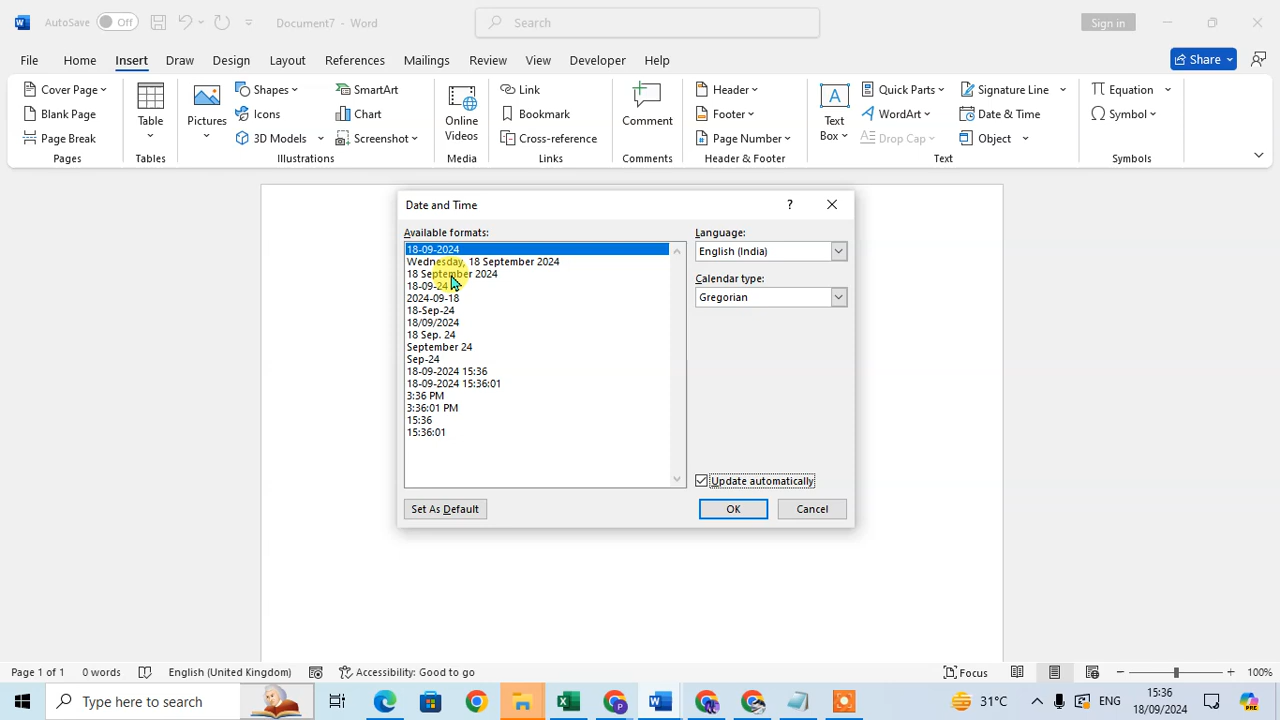 AutoSave Off Document7 - Word Search Sign in
File Home Insert Draw Design Layout References Mailings Review View Developer Help Share
Cover Page
Blank Page
Page Break
Pages
Table
Tables
Pictures
Shapes
Icons
3D Models
SmartArt
Chart
Screenshot
Illustrations
Online
Videos
Media
Link
Bookmark
Cross-reference
Links
Comment
Comments
Header
Footer
Page Number
Header & Footer
A
Text
Box
Quick Parts
WordArt
Drop Cap
Signature Line
Date & Time
Object
Text
Equation
Symbol
Symbols
Date and Time ?
Available formats:
18-09-2024
Wednesday, 18 September 2024
18 September 2024
18-09-24
2024-09-18
18-Sep-24
18/09/2024
18 Sep. 24
September 24
Sep-24
18-09-2024 15:36
18-09-2024 15:36:01
3:36 PM
3:36:01 PM
15:36
15:36:01
Language:
English (India)
Calendar type:
Gregorian
Update automatically
Set As Default OK Cancel
Page 1 of 1 0 words English (United Kingdom) Accessibility: Good to go Focus 100%
Type here to search 31°C ENG 15:36
18/09/2024